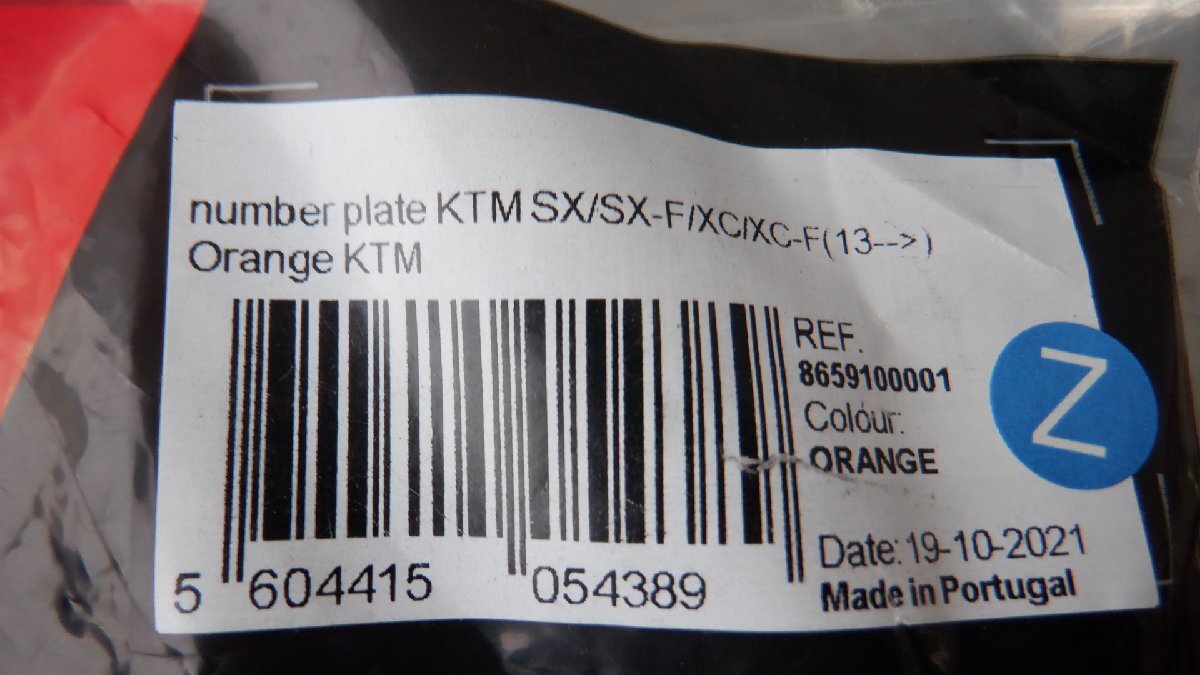 number plate KTM SX/SX-F/XC/XC-F(13-->)
Orange KTM
REF.
8659100001
Colour:
ORANGE
Z
Date: 19-10-2021
Made in Portugal
5 604415 054389